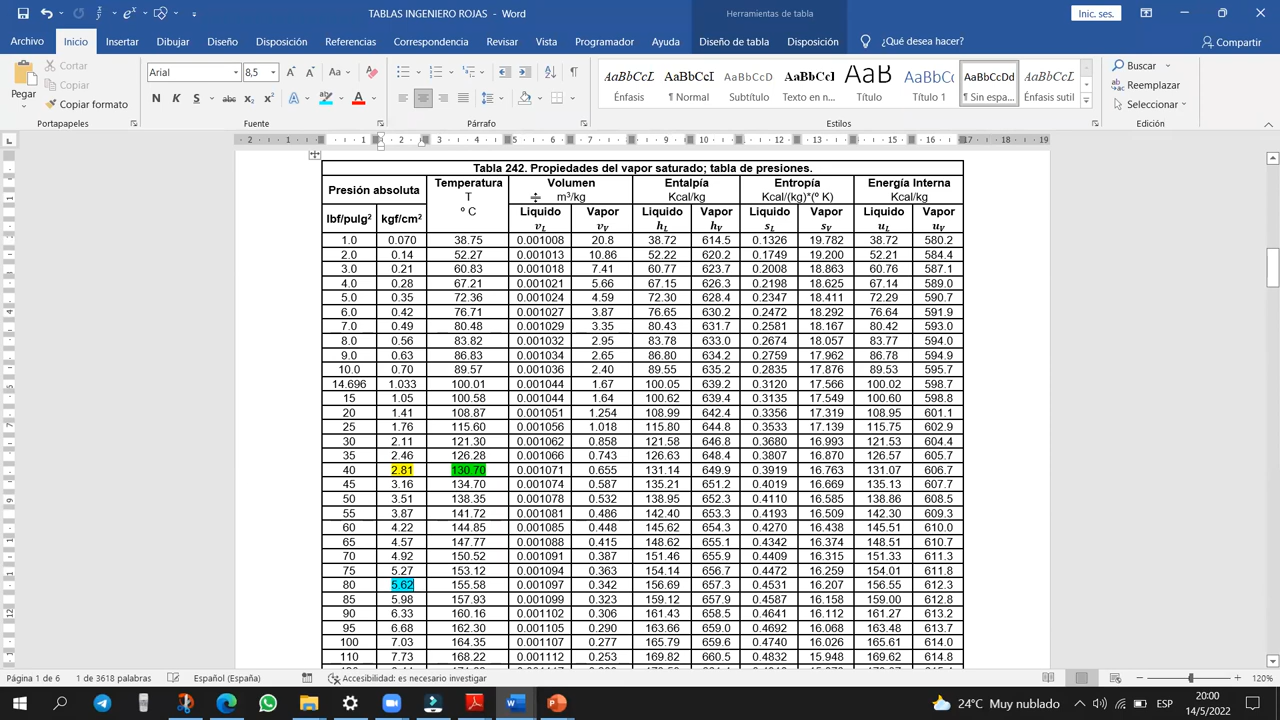 TABLAS INGENIERO ROJAS - Word
Herramientas de tabla
Inic. ses.
Archivo Inicio Insertar Dibujar Diseño Disposición Referencias Correspondencia Revisar Vista Programador Ayuda Diseño de tabla Disposición ¿Qué desea hacer? Compartir
Pegar
Cortar
Copiar
Copiar formato
Portapapeles
Arial 8,5
Fuente
Párrafo
AaBbCcL AaBbCcI AaBbCcD AaBbCcl AaB AaBbC AaBbCcDd AaBbCcL
Énfasis ¶ Normal Subtítulo Texto en n... Título Título 1 ¶ Sin espa... Énfasis sutil
Estilos
Buscar
Reemplazar
Seleccionar
Edición
Tabla 242. Propiedades del vapor saturado; tabla de presiones.
Presión absoluta Temperatura T º C Volumen m³/kg Entalpía Kcal/kg Entropía Kcal/(kg)*(º K) Energía Interna Kcal/kg
lbf/pulg² kgf/cm² Liquido vL Vapor vV Liquido hL Vapor hV Liquido sL Vapor sV Liquido uL Vapor uV
1.0 0.070 38.75 0.001008 20.8 38.72 614.5 0.1326 19.782 38.72 580.2
2.0 0.14 52.27 0.001013 10.86 52.22 620.2 0.1749 19.200 52.21 584.4
3.0 0.21 60.83 0.001018 7.41 60.77 623.7 0.2008 18.863 60.76 587.1
4.0 0.28 67.21 0.001021 5.66 67.15 626.3 0.2198 18.625 67.14 589.0
5.0 0.35 72.36 0.001024 4.59 72.30 628.4 0.2347 18.411 72.29 590.7
6.0 0.42 76.71 0.001027 3.87 76.65 630.2 0.2472 18.292 76.64 591.9
7.0 0.49 80.48 0.001029 3.35 80.43 631.7 0.2581 18.167 80.42 593.0
8.0 0.56 83.82 0.001032 2.95 83.78 633.0 0.2674 18.057 83.77 594.0
9.0 0.63 86.83 0.001034 2.65 86.80 634.2 0.2759 17.962 86.78 594.9
10.0 0.70 89.57 0.001036 2.40 89.55 635.2 0.2835 17.876 89.53 595.7
14.696 1.033 100.01 0.001044 1.67 100.05 639.2 0.3120 17.566 100.02 598.7
15 1.05 100.58 0.001044 1.64 100.62 639.4 0.3135 17.549 100.60 598.8
20 1.41 108.87 0.001051 1.254 108.99 642.4 0.3356 17.319 108.95 601.1
25 1.76 115.60 0.001056 1.018 115.80 644.8 0.3533 17.139 115.75 602.9
30 2.11 121.30 0.001062 0.858 121.58 646.8 0.3680 16.993 121.53 604.4
35 2.46 126.28 0.001066 0.743 126.63 648.4 0.3807 16.870 126.57 605.7
40 2.81 130.70 0.001071 0.655 131.14 649.9 0.3919 16.763 131.07 606.7
45 3.16 134.70 0.001074 0.587 135.21 651.2 0.4019 16.669 135.13 607.7
50 3.51 138.35 0.001078 0.532 138.95 652.3 0.4110 16.585 138.86 608.5
55 3.87 141.72 0.001081 0.486 142.40 653.3 0.4193 16.509 142.30 609.3
60 4.22 144.85 0.001085 0.448 145.62 654.3 0.4270 16.438 145.51 610.0
65 4.57 147.77 0.001088 0.415 148.62 655.1 0.4342 16.374 148.51 610.7
70 4.92 150.52 0.001091 0.387 151.46 655.9 0.4409 16.315 151.33 611.3
75 5.27 153.12 0.001094 0.363 154.14 656.7 0.4472 16.259 154.01 611.8
80 5.62 155.58 0.001097 0.342 156.69 657.3 0.4531 16.207 156.55 612.3
85 5.98 157.93 0.001099 0.323 159.12 657.9 0.4587 16.158 159.00 612.8
90 6.33 160.16 0.001102 0.306 161.43 658.5 0.4641 16.112 161.27 613.2
95 6.68 162.30 0.001105 0.290 163.66 659.0 0.4692 16.068 163.48 613.7
100 7.03 164.35 0.001107 0.277 165.79 659.6 0.4740 16.026 165.61 614.0
110 7.73 168.22 0.001112 0.253 169.82 660.5 0.4832 15.948 169.62 614.8
Página 1 de 6 1 de 3618 palabras Español (España) Accesibilidad: es necesario investigar 120%
24°C Muy nublado ESP 20:00
14/5/2022